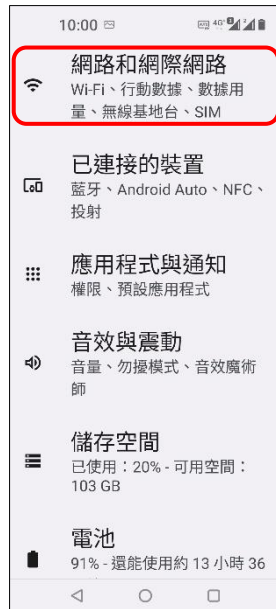 10:00
4G+
網路和網際網路
Wi-Fi、行動數據、數據用
量、無線基地台、SIM
已連接的裝置
藍牙、Android Auto、NFC、
投射
應用程式與通知
權限、預設應用程式
音效與震動
音量、勿擾模式、音效魔術
師
儲存空間
已使用：20% - 可用空間：
103 GB
電池
91% - 還能使用約 13 小時 36